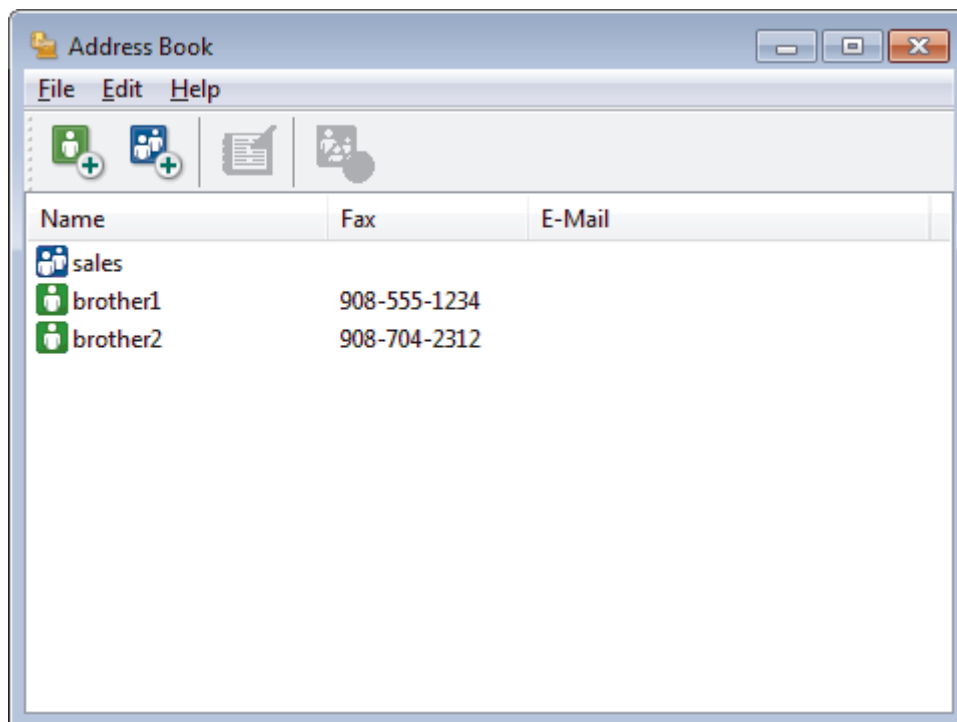 Address Book
File Edit Help
Name Fax E-Mail
sales
brother1 908-555-1234
brother2 908-704-2312